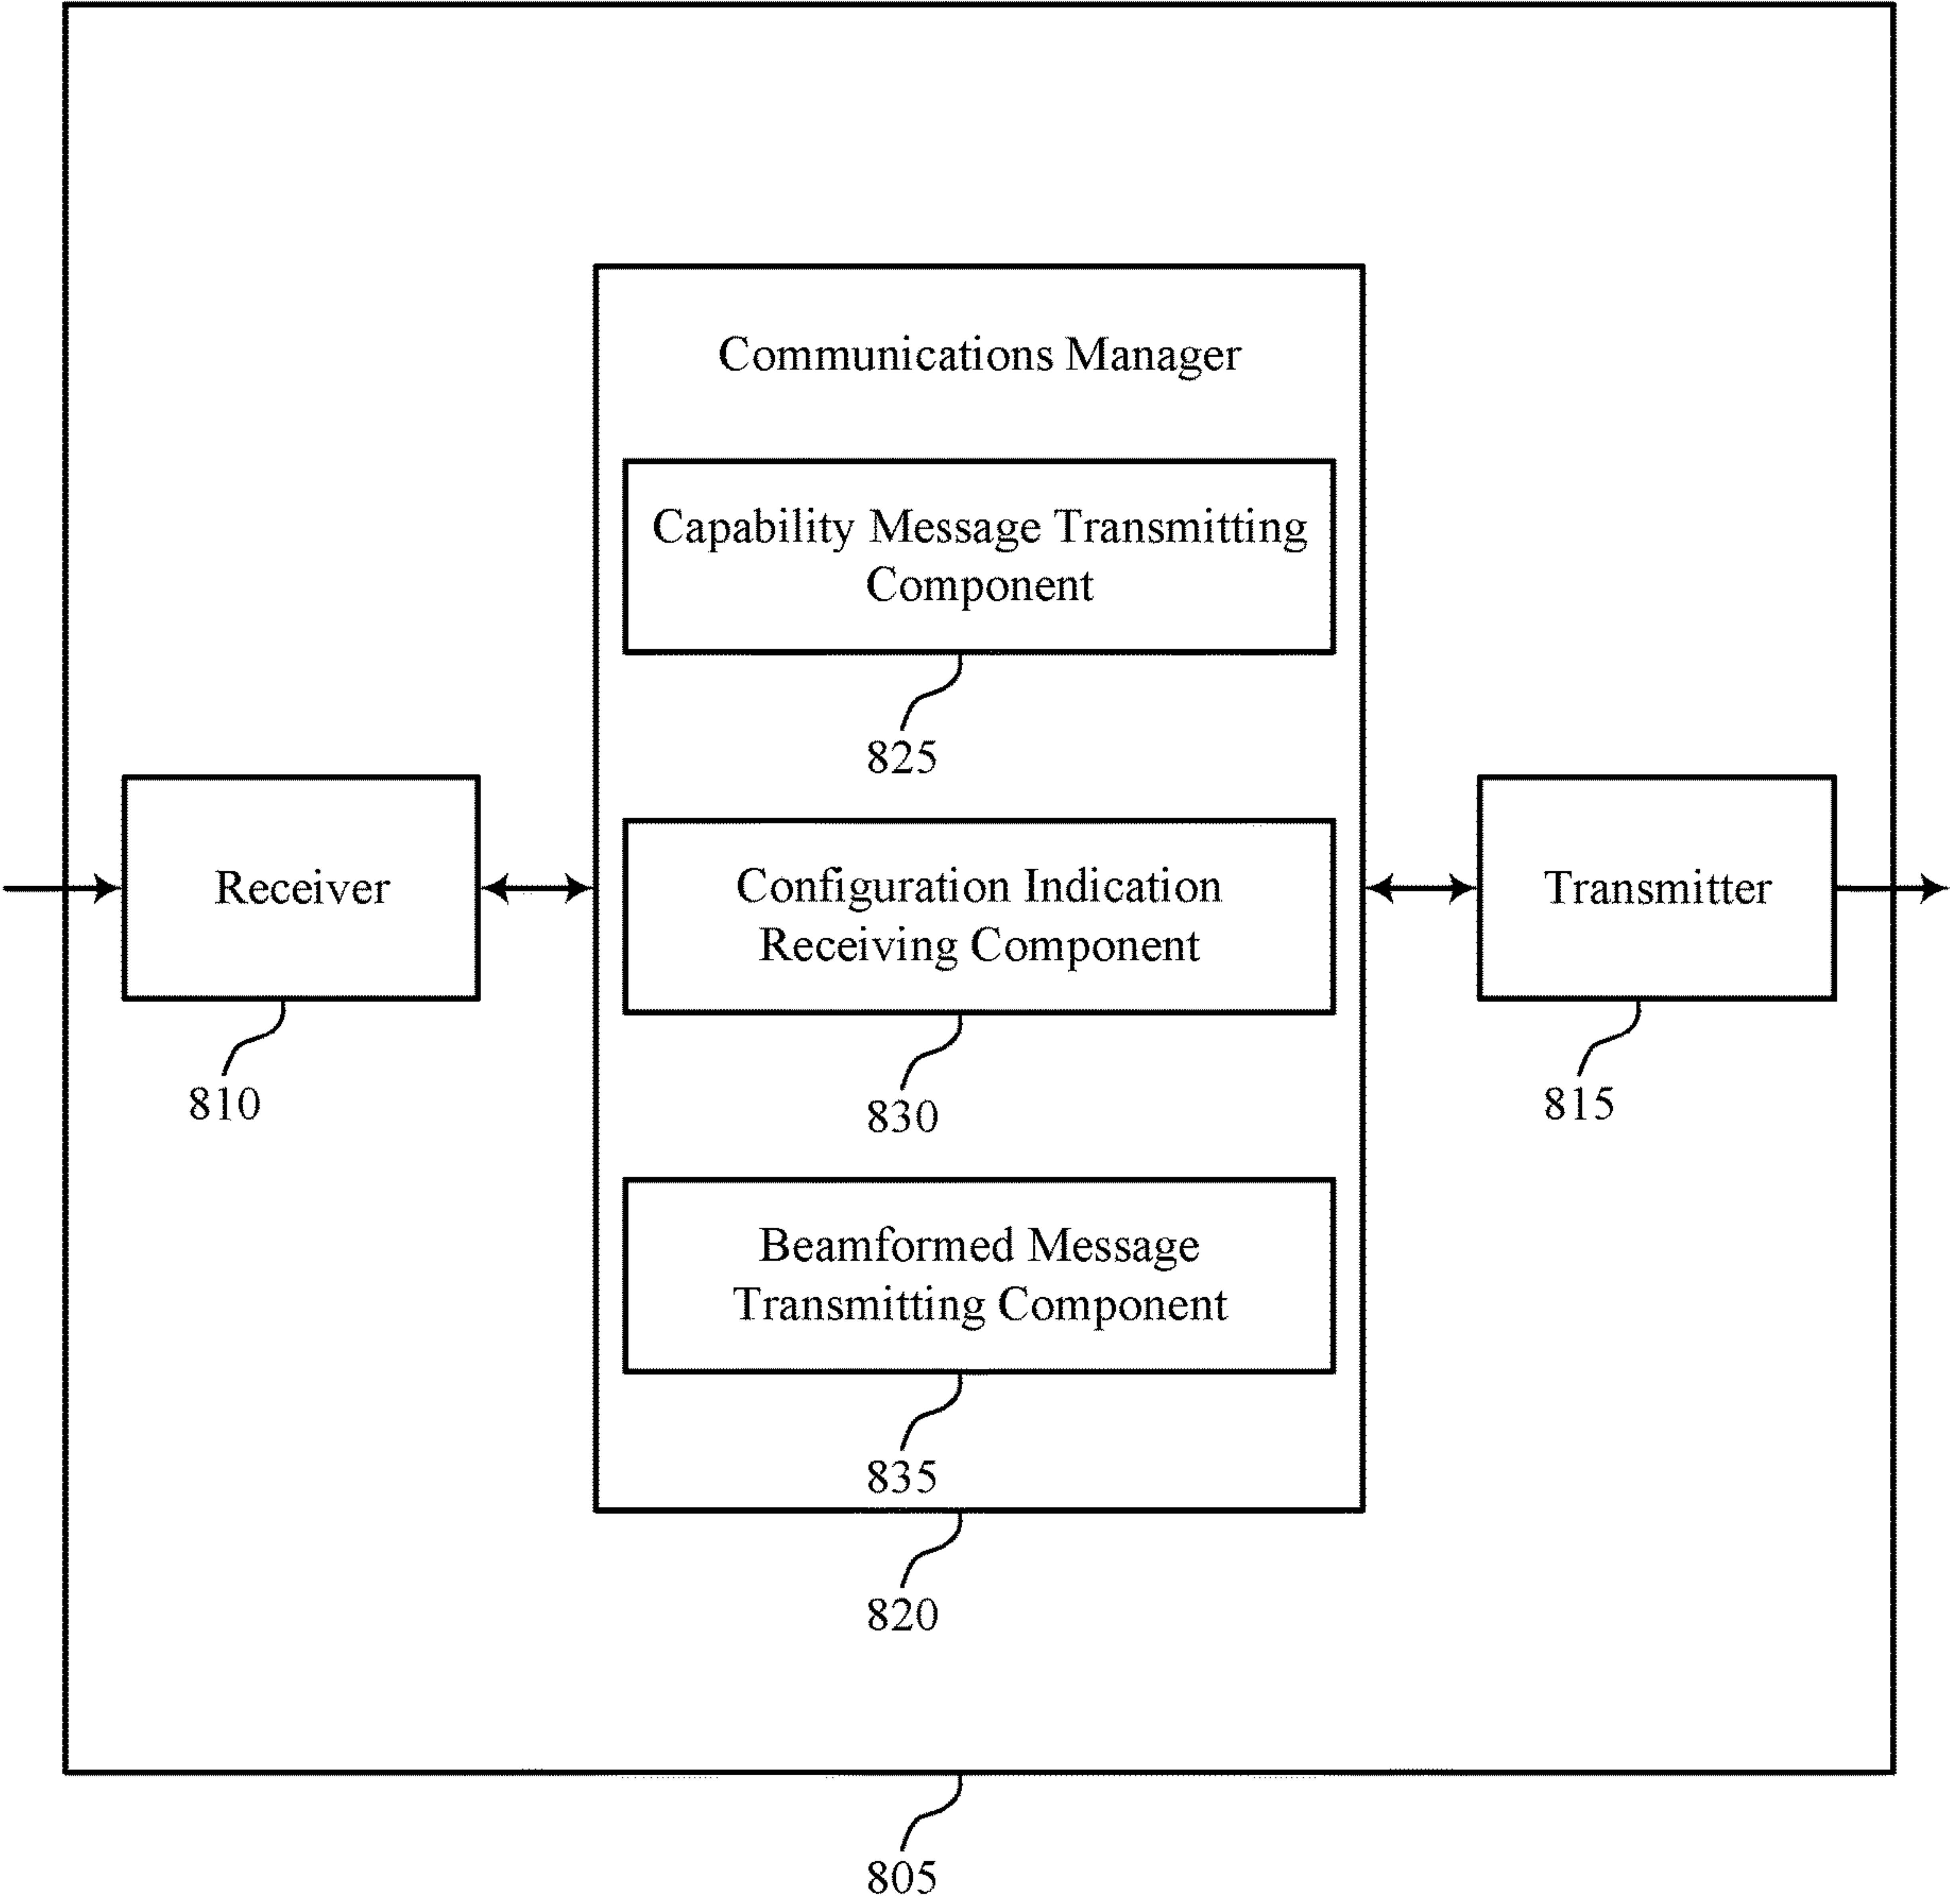 Communications Manager
Capability Message Transmitting
Component
825
Receiver
810
Configuration Indication
Receiving Component
830
Transmitter
815
Beamformed Message
Transmitting Component
835
820
805